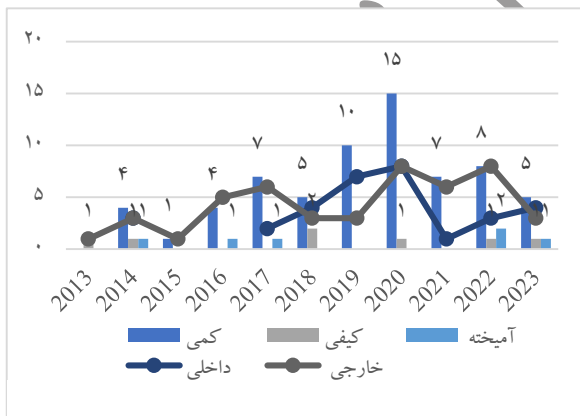 ۲۰
۱۵
۱۰
۵
۰
۱ ۴ ۱ ۴ ۷ ۵ ۱۰ ۱۵ ۷ ۸ ۵
۱ ۱ ۱ ۱ ۲ ۱ ۱ ۲ ۱ ۱
2013 2014 2015 2016 2017 2018 2019 2020 2021 2022 2023
کمی کیفی آمیخته
داخلی خارجی